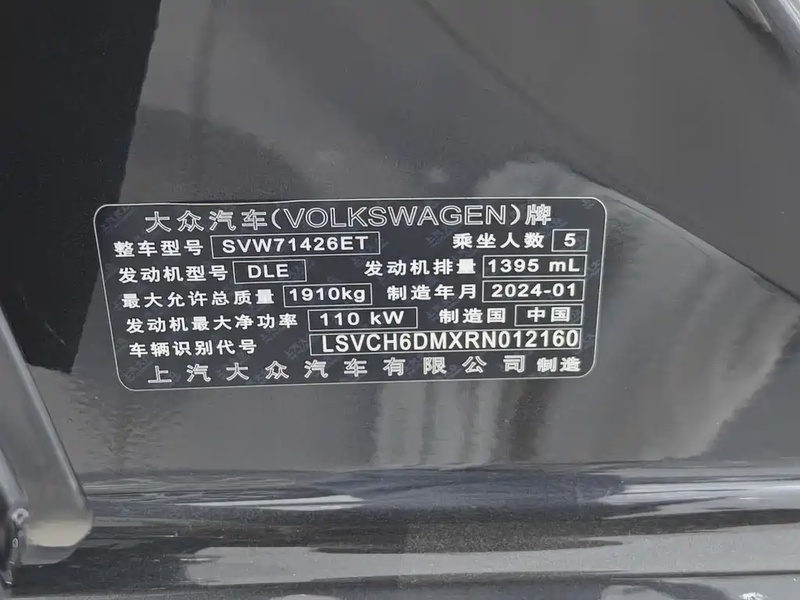 大众汽车(VOLKSWAGEN)牌
整车型号 SVW71426ET 乘坐人数 5
发动机型号 DLE 发动机排量 1395 mL
最大允许总质量 1910kg 制造年月 2024-01
发动机最大净功率 110 kW 制造国 中国
车辆识别代号 LSVCH6DMXRN012160
上汽大众汽车有限公司 制造